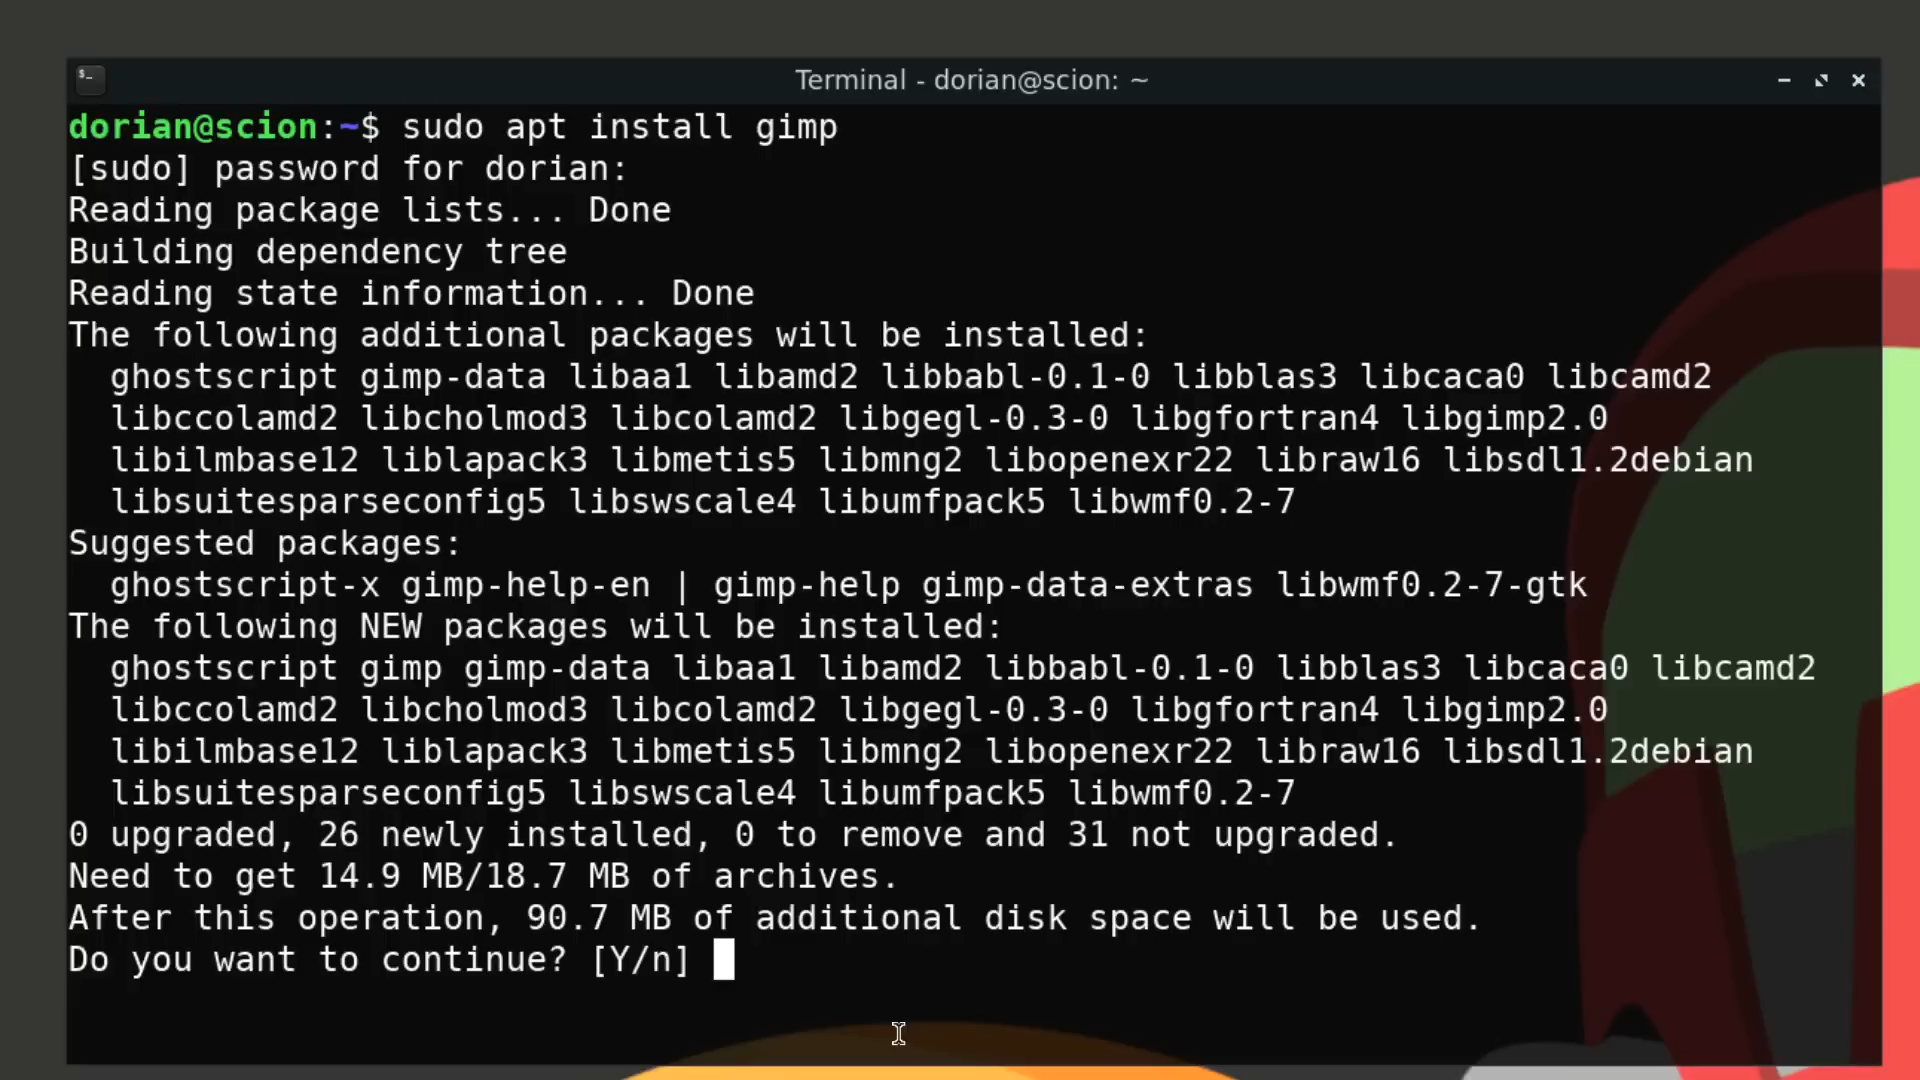 $_
Terminal - dorian@scion: ~
dorian@scion:~$ sudo apt install gimp
[sudo] password for dorian:
Reading package lists... Done
Building dependency tree
Reading state information... Done
The following additional packages will be installed:
  ghostscript gimp-data libaa1 libamd2 libbabl-0.1-0 libblas3 libcaca0 libcamd2
  libccolamd2 libcholmod3 libcolamd2 libgegl-0.3-0 libgfortran4 libgimp2.0
  libilmbase12 liblapack3 libmetis5 libmng2 libopenexr22 libraw16 libsdl1.2debian
  libsuitesparseconfig5 libswscale4 libumfpack5 libwmf0.2-7
Suggested packages:
  ghostscript-x gimp-help-en | gimp-help gimp-data-extras libwmf0.2-7-gtk
The following NEW packages will be installed:
  ghostscript gimp gimp-data libaa1 libamd2 libbabl-0.1-0 libblas3 libcaca0 libcamd2
  libccolamd2 libcholmod3 libcolamd2 libgegl-0.3-0 libgfortran4 libgimp2.0
  libilmbase12 liblapack3 libmetis5 libmng2 libopenexr22 libraw16 libsdl1.2debian
  libsuitesparseconfig5 libswscale4 libumfpack5 libwmf0.2-7
0 upgraded, 26 newly installed, 0 to remove and 31 not upgraded.
Need to get 14.9 MB/18.7 MB of archives.
After this operation, 90.7 MB of additional disk space will be used.
Do you want to continue? [Y/n]